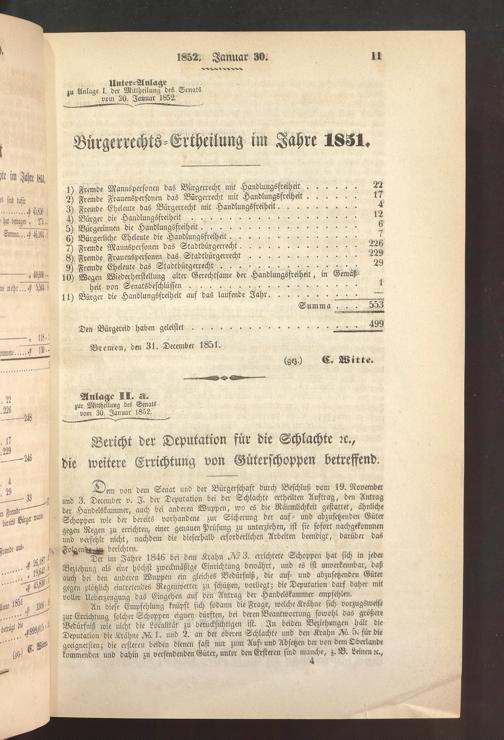 1852. Januar 30.
11
Unter-Anlage
zu Anlage I. der Mittheilung des Senats
vom 30. Januar 1852.
Bürgerrechts-Ertheilung im Jahre 1851.
1) Fremde Mannspersonen das Bürgerrecht mit Handlungsfreiheit . . . . . . 22
2) Fremde Frauenspersonen das Bürgerrecht mit Handlungsfreiheit . . . . . . 17
3) Fremde Eheleute das Bürgerrecht mit Handlungsfreiheit . . . . . . 4
4) Bürger die Handlungsfreiheit . . . . . . 12
5) Bürgerinnen die Handlungsfreiheit . . . . . . 6
6) Bürgerliche Eheleute die Handlungsfreiheit . . . . . . 7
7) Fremde Mannspersonen das Stadtbürgerrecht . . . . . . 226
8) Fremde Frauenspersonen das Stadtbürgerrecht . . . . . . 229
9) Fremde Eheleute das Stadtbürgerrecht . . . . . . 29
10) Wegen Wiederherstellung alter Gerechtsame der Handlungsfreiheit, in Gemäß-
heit von Senatsbeschlüssen . . . . . . 1
11) Bürger die Handlungsfreiheit auf das laufende Jahr . . . . . . —
Summa . . . 553
Den Bürgereid haben geleistet . . . . . . 499
Bremen, den 31. December 1851.
(gez.) C. Witte.
Anlage II. a.
zur Mittheilung des Senats
vom 30. Januar 1852.
Bericht der Deputation für die Schlachte ꝛc.,
die weitere Errichtung von Güterschoppen betreffend.
Dem von dem Senat und der Bürgerschaft durch Beschluß vom 19. November
und 3. December v. J. der Deputation bei der Schlachte ertheilten Auftrag, den Antrag
der Handelskammer, auch bei anderen Wuppen, wo es die Räumlichkeit gestattet, ähnliche
Schoppen wie der bereits vorhandene zur Sicherung der auf- und abzusetzenden Güter
gegen Regen zu errichten, einer genauen Prüfung zu unterziehen, ist sie sofort nachgekommen
und verfehlt nicht, nachdem die dieserhalb erforderlichen Arbeiten beendigt, darüber das
Folgende zu berichten.
Der im Jahre 1846 bei dem Krahn № 3. errichtete Schoppen hat sich in jeder
Beziehung als eine höchst zweckmäßige Einrichtung bewährt, und es ist unverkennbar, daß
auch bei den anderen Wuppen ein gleiches Bedürfniß, die auf- und abzusetzenden Güter
gegen plötzlich eintretendes Regenwetter zu schützen, vorliegt; die Deputation darf daher mit
voller Ueberzeugung das Eingehen auf den Antrag der Handelskammer empfehlen.
An diese Empfehlung knüpft sich sodann die Frage, welche Krähne sich vorzugsweise
zur Errichtung solcher Schoppen eignen dürften, bei deren Beantwortung sowohl das größere
Bedürfniß wie nicht die Localität zu berücksichtigen ist. In beiden Beziehungen hält die
Deputation die Krähne № 1. und 2. an der oberen Schlachte und den Krahn № 5. für die
geeignetsten; die ersteren beiden dienen fast nur zum Auf- und Absetzen der von dem Oberlande
kommenden und dahin zu versendenden Güter, unter den Ersteren sind manche, z. B. Leinen ꝛc.,
4